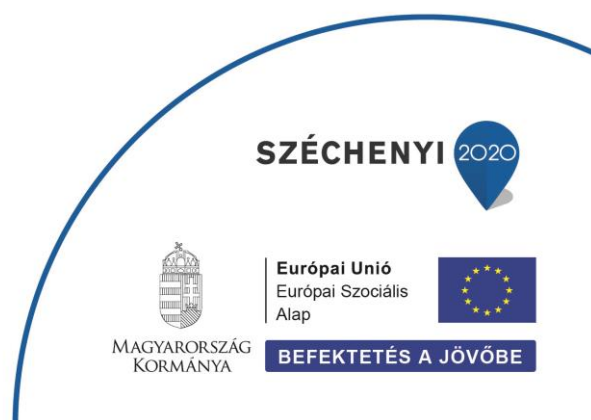 SZÉCHENYI 2020
Európai Unió
Európai Szociális
Alap
MAGYARORSZÁG
KORMÁNYA
BEFEKTETÉS A JÖVŐBE